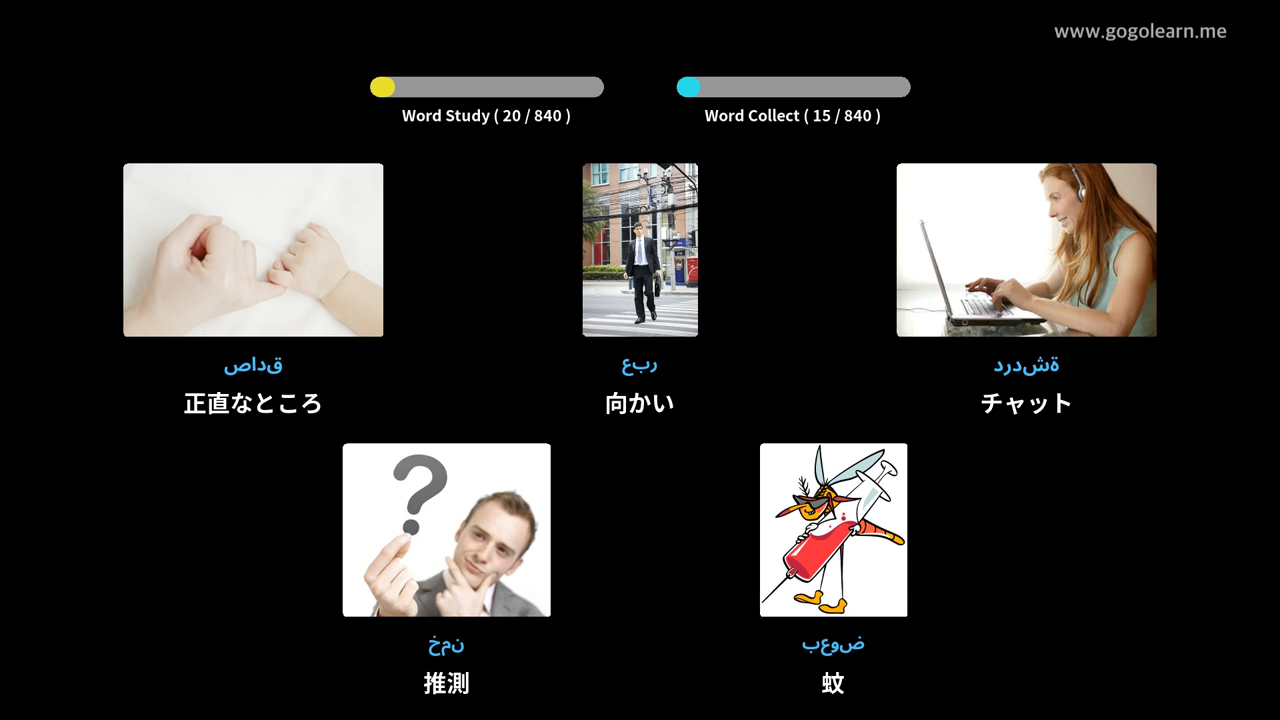 www.gogolearn.me
Word Study ( 20 / 840 )
Word Collect ( 15 / 840 )
قداص
ربع
ةشدرد
正直なところ
向かい
チャット
نمخ
ضوعب
推測
蚊